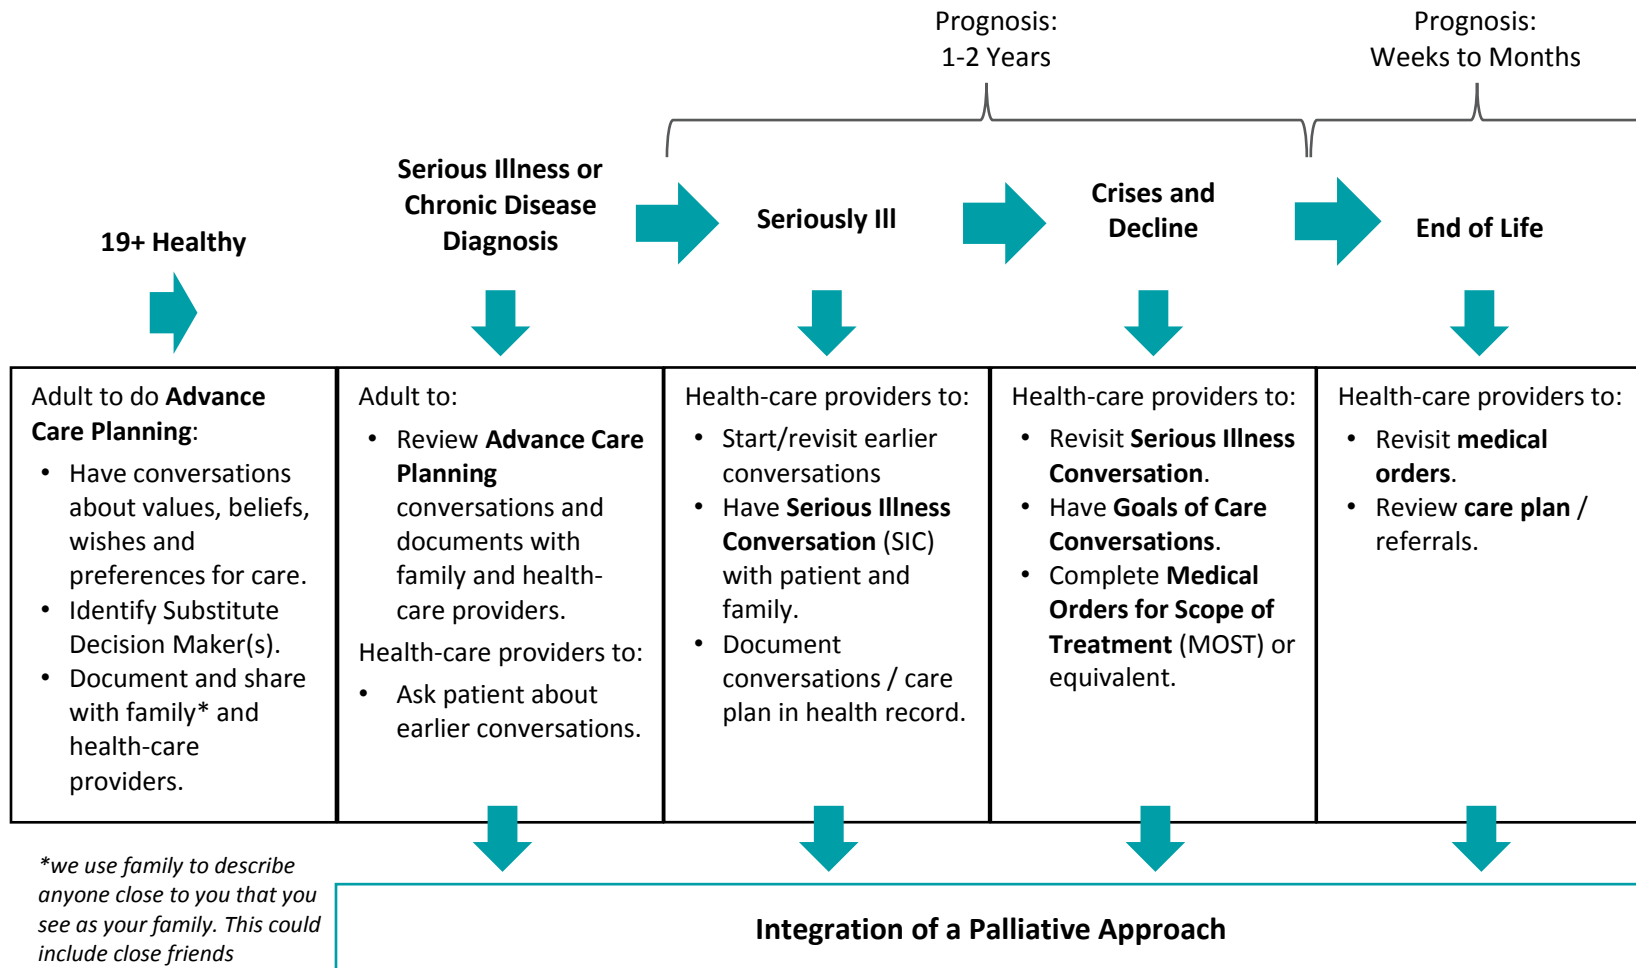 Prognosis:
1-2 Years
Prognosis:
Weeks to Months
19+ Healthy
Serious Illness or
Chronic Disease
Diagnosis
Seriously Ill
Crises and
Decline
End of Life
Adult to do Advance
Care Planning:
• Have conversations
about values, beliefs,
wishes and
preferences for care.
• Identify Substitute
Decision Maker(s).
• Document and share
with family* and
health-care
providers.
Adult to:
• Review Advance Care
Planning
conversations and
documents with
family and health-
care providers.
Health-care providers to:
• Ask patient about
earlier conversations.
Health-care providers to:
• Start/revisit earlier
conversations
• Have Serious Illness
Conversation (SIC)
with patient and
family.
• Document
conversations / care
plan in health record.
Health-care providers to:
• Revisit Serious Illness
Conversation.
• Have Goals of Care
Conversations.
• Complete Medical
Orders for Scope of
Treatment (MOST) or
equivalent.
Health-care providers to:
• Revisit medical
orders.
• Review care plan /
referrals.
*we use family to describe
anyone close to you that you
see as your family. This could
include close friends
Integration of a Palliative Approach